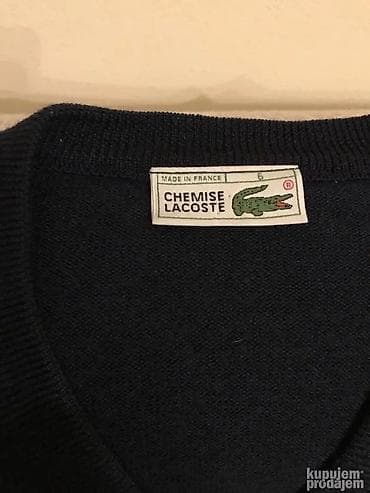 MADE IN FRANCE 6
CHEMISE
LACOSTE ®
kupujem
prodajem